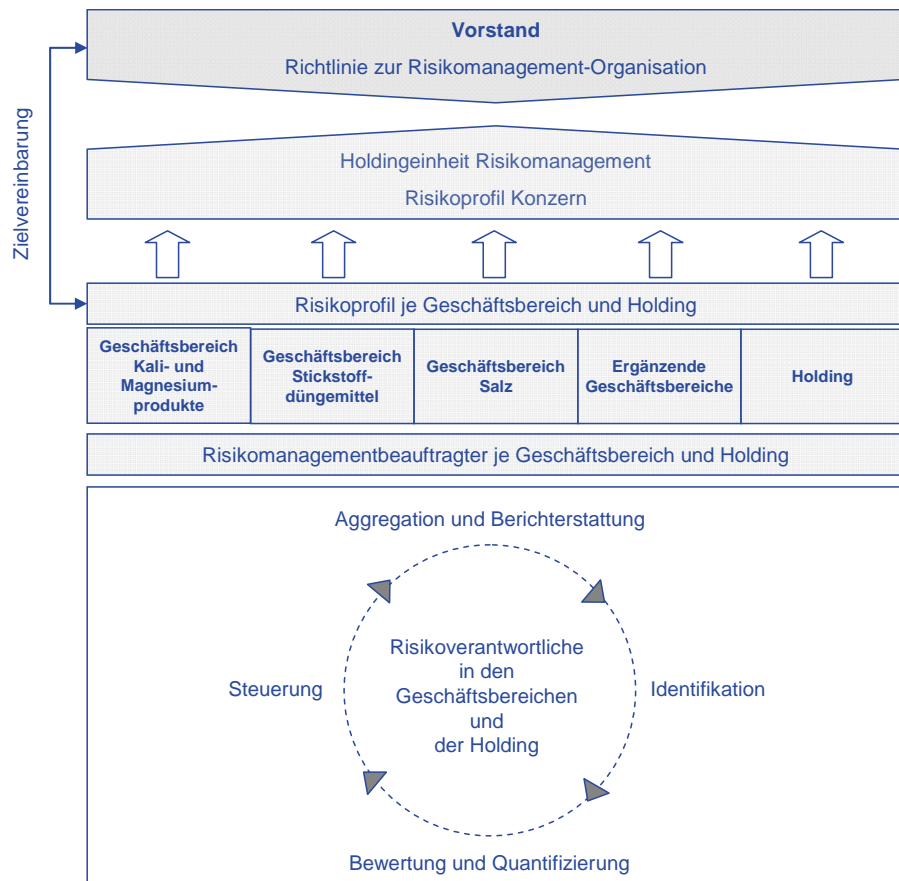 Vorstand
Richtlinie zur Risikomanagement-Organisation
Zielvereinbarung
Holdingeinheit Risikomanagement
Risikoprofil Konzern
Risikoprofil je Geschäftsbereich und Holding
Geschäftsbereich
Kali- und
Magnesium-
produkte
Geschäftsbereich
Stickstoff-
düngemittel
Geschäftsbereich
Salz
Ergänzende
Geschäftsbereiche
Holding
Risikomanagementbeauftragter je Geschäftsbereich und Holding
Aggregation und Berichterstattung
Steuerung
Risikoverantwortliche
in den
Geschäftsbereichen
und
der Holding
Identifikation
Bewertung und Quantifizierung